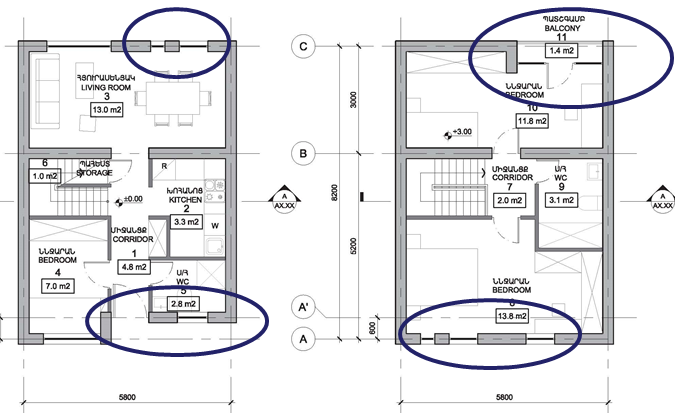 ՀՅՈՒՐԱՍԵՆՅԱԿ
LIVING ROOM
3
13.0 m2
6
1.0 m2
ՊԱՀԵՍՏ
STORAGE
R
ԽՈՀԱՆՈՑ
KITCHEN
2
3.3 m2
W
±0.00
ՆՆՋԱՐԱՆ
BEDROOM
4
7.0 m2
ՄԻՋԱՆՑՔ
CORRIDOR
1
4.8 m2
ՍՀ
WC
5
2.8 m2
5800
A
AX.XX
C
B
A'
A
3000
8200
5200
600
ՊԱՏՇԳԱՄԲ
BALCONY
11
1.4 m2
ՆՆՋԱՐԱՆ
BEDROOM
10
11.8 m2
+3.00
ՄԻՋԱՆՑՔ
CORRIDOR
7
2.0 m2
ՍՀ
WC
9
3.1 m2
ՆՆՋԱՐԱՆ
BEDROOM
13.8 m2
5800
A
AX.XX